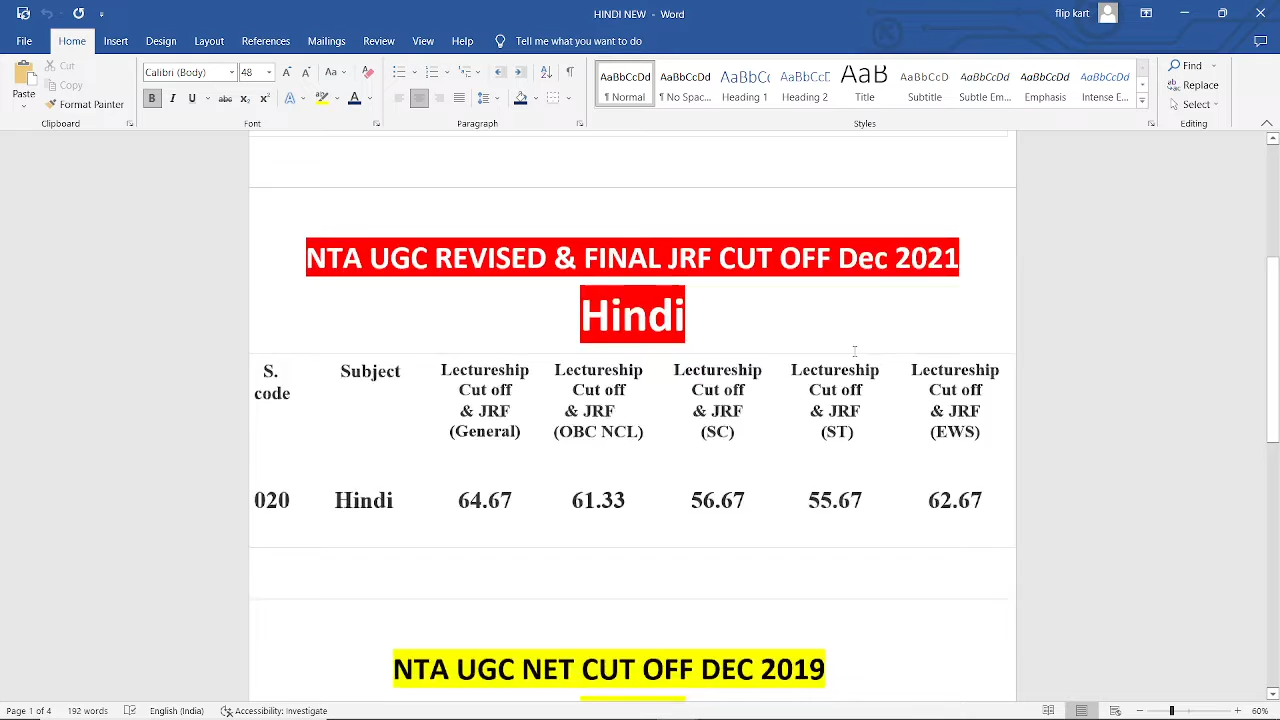 HINDI NEW - Word
flip kart
File Home Insert Design Layout References Mailings Review View Help Tell me what you want to do
Paste
Cut
Copy
Format Painter
Clipboard
Calibri (Body) 48
Font
Paragraph
AaBbCcDd AaBbCcDd AaBbCc AaBbCcE AaB AaBbCcD AaBbCcDd AaBbCcDd AaBbCcDd
¶ Normal ¶ No Spac... Heading 1 Heading 2 Title Subtitle Subtle Em... Emphasis Intense E...
Styles
Find
Replace
Select
Editing
NTA UGC REVISED & FINAL JRF CUT OFF Dec 2021
Hindi
S. code Subject Lectureship Cut off & JRF (General) Lectureship Cut off & JRF (OBC NCL) Lectureship Cut off & JRF (SC) Lectureship Cut off & JRF (ST) Lectureship Cut off & JRF (EWS)
020 Hindi 64.67 61.33 56.67 55.67 62.67
NTA UGC NET CUT OFF DEC 2019
Page 1 of 4 192 words English (India) Accessibility: Investigate 60%